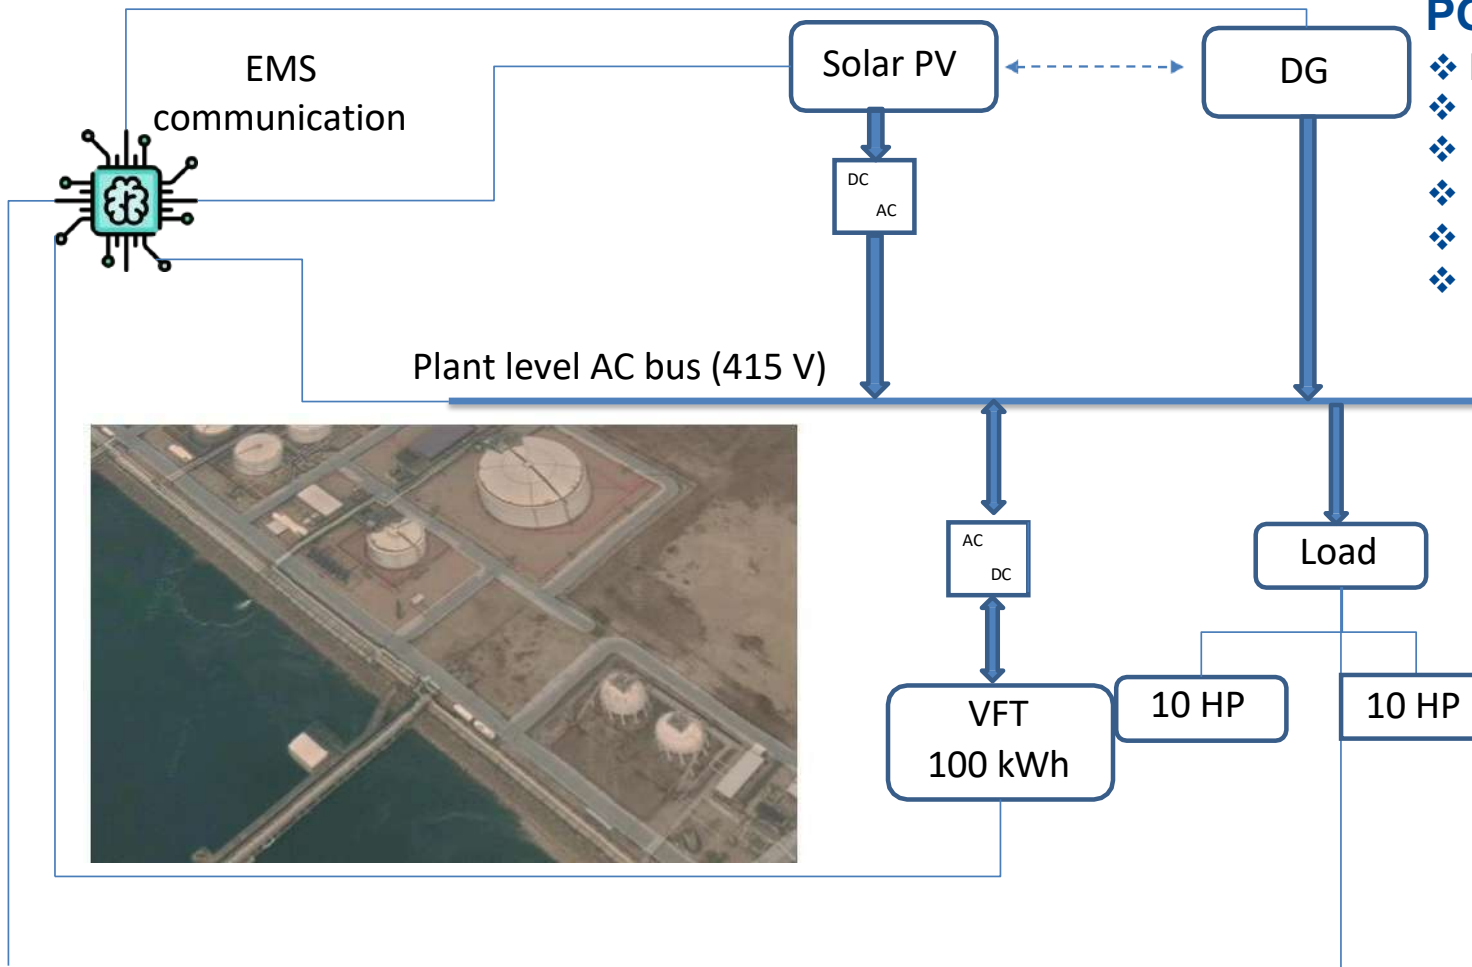 EMS
communication
Solar PV
DG
PO
DC
AC
Plant level AC bus (415 V)
AC
DC
Load
VFT
100 kWh
10 HP
10 HP